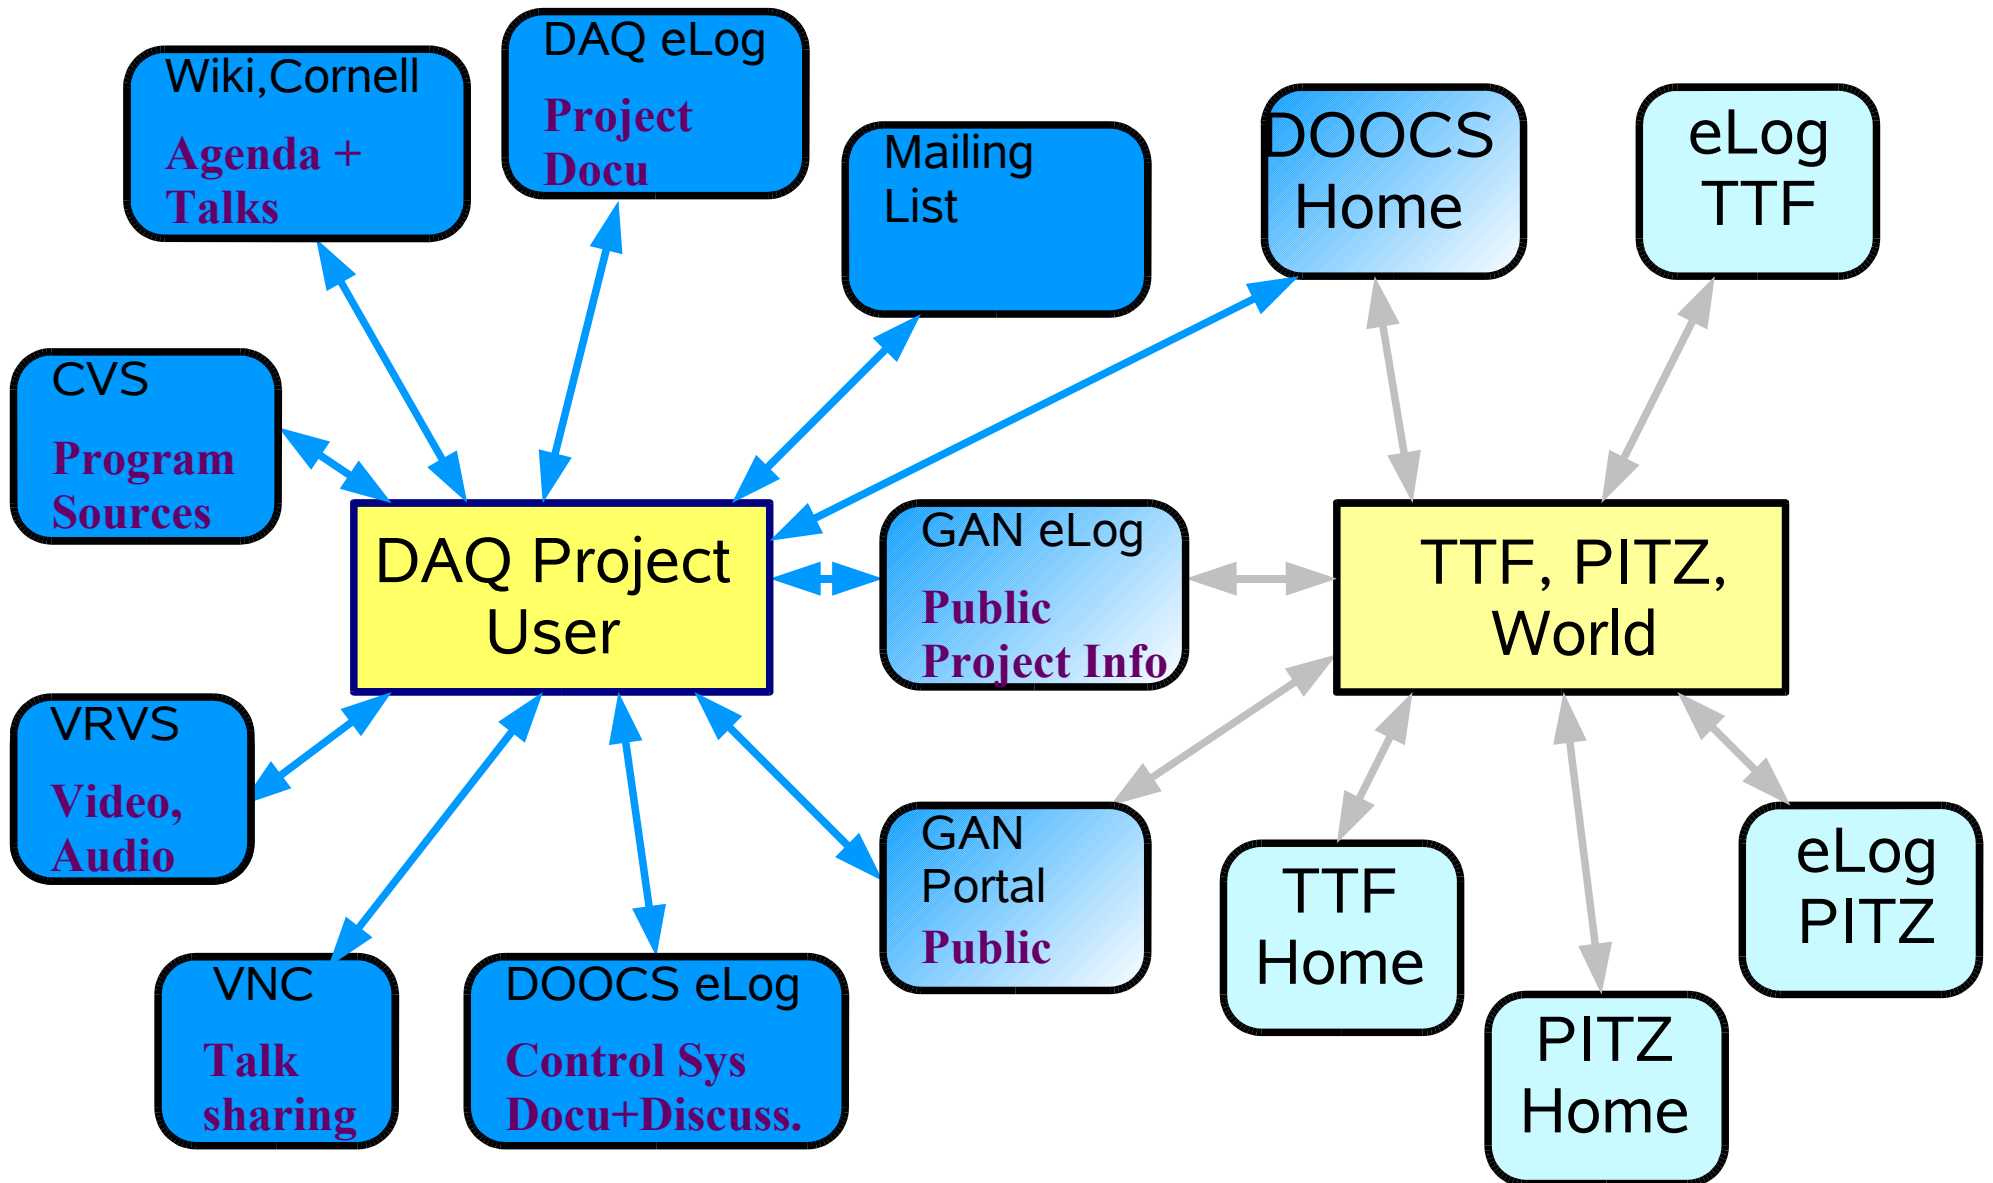 Wiki,Cornell
Agenda +
Talks
DAQ eLog
Project
Docu
Mailing
List
DOOCS
Home
eLog
TTF
CVS
Program
Sources
DAQ Project
User
GAN eLog
Public
Project Info
TTF, PITZ,
World
VRVS
Video,
Audio
VNC
Talk
sharing
DOOCS eLog
Control Sys
Docu+Discuss.
GAN
Portal
Public
TTF
Home
PITZ
Home
eLog
PITZ